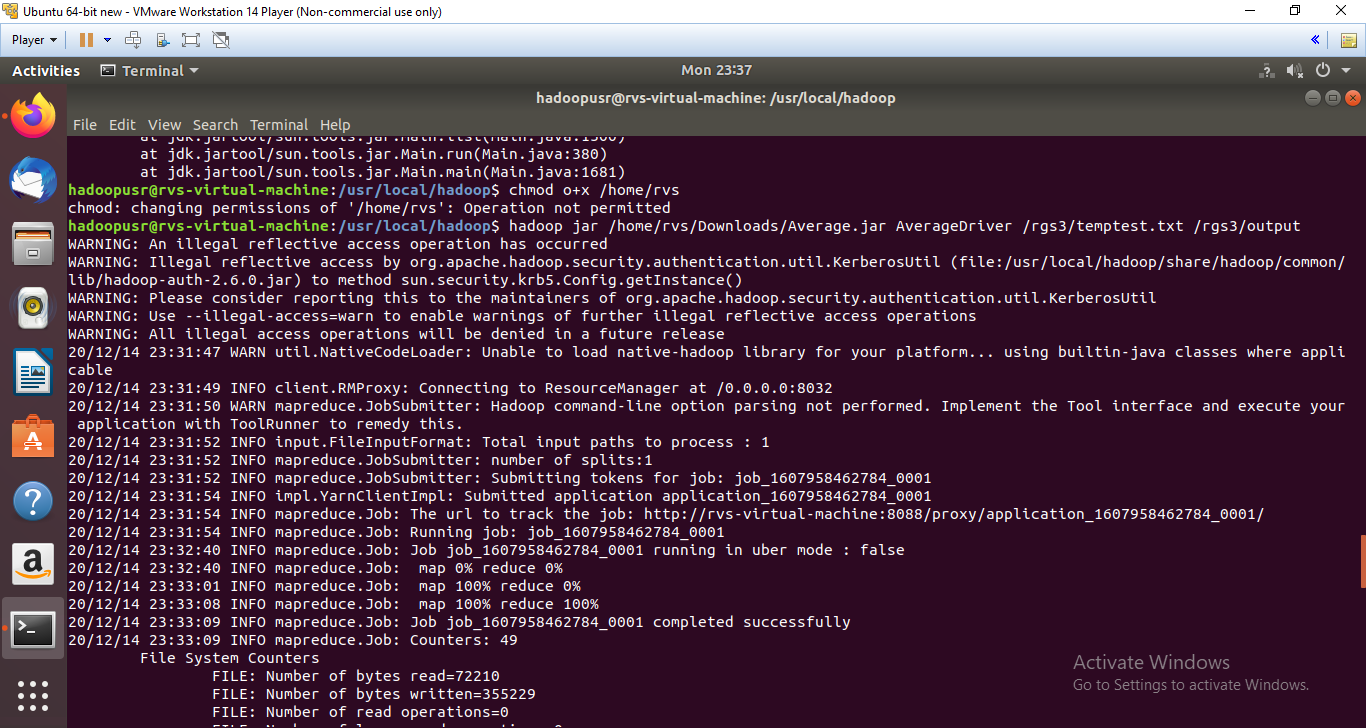 Ubuntu 64-bit new - VMware Workstation 14 Player (Non-commercial use only)
Player
Activities
Terminal
Mon 23:37
hadoopusr@rvs-virtual-machine: /usr/local/hadoop
File Edit View Search Terminal Help
at jdk.jartool/sun.tools.jar.Main.run(Main.java:380)
at jdk.jartool/sun.tools.jar.Main.main(Main.java:1681)
hadoopusr@rvs-virtual-machine:/usr/local/hadoop$ chmod o+x /home/rvs
chmod: changing permissions of '/home/rvs': Operation not permitted
hadoopusr@rvs-virtual-machine:/usr/local/hadoop$ hadoop jar /home/rvs/Downloads/Average.jar AverageDriver /rgs3/temptest.txt /rgs3/output
WARNING: An illegal reflective access operation has occurred
WARNING: Illegal reflective access by org.apache.hadoop.security.authentication.util.KerberosUtil (file:/usr/local/hadoop/share/hadoop/common/
lib/hadoop-auth-2.6.0.jar) to method sun.security.krb5.Config.getInstance()
WARNING: Please consider reporting this to the maintainers of org.apache.hadoop.security.authentication.util.KerberosUtil
WARNING: Use --illegal-access=warn to enable warnings of further illegal reflective access operations
WARNING: All illegal access operations will be denied in a future release
20/12/14 23:31:47 WARN util.NativeCodeLoader: Unable to load native-hadoop library for your platform... using builtin-java classes where appli
cable
20/12/14 23:31:49 INFO client.RMProxy: Connecting to ResourceManager at /0.0.0.0:8032
20/12/14 23:31:50 WARN mapreduce.JobSubmitter: Hadoop command-line option parsing not performed. Implement the Tool interface and execute your
application with ToolRunner to remedy this.
20/12/14 23:31:52 INFO input.FileInputFormat: Total input paths to process : 1
20/12/14 23:31:52 INFO mapreduce.JobSubmitter: number of splits:1
20/12/14 23:31:52 INFO mapreduce.JobSubmitter: Submitting tokens for job: job_1607958462784_0001
20/12/14 23:31:54 INFO impl.YarnClientImpl: Submitted application application_1607958462784_0001
20/12/14 23:31:54 INFO mapreduce.Job: The url to track the job: http://rvs-virtual-machine:8088/proxy/application_1607958462784_0001/
20/12/14 23:31:54 INFO mapreduce.Job: Running job: job_1607958462784_0001
20/12/14 23:32:40 INFO mapreduce.Job: Job job_1607958462784_0001 running in uber mode : false
20/12/14 23:32:40 INFO mapreduce.Job:  map 0% reduce 0%
20/12/14 23:33:01 INFO mapreduce.Job:  map 100% reduce 0%
20/12/14 23:33:08 INFO mapreduce.Job:  map 100% reduce 100%
20/12/14 23:33:09 INFO mapreduce.Job: Job job_1607958462784_0001 completed successfully
20/12/14 23:33:09 INFO mapreduce.Job: Counters: 49
File System Counters
FILE: Number of bytes read=72210
FILE: Number of bytes written=355229
FILE: Number of read operations=0
Activate Windows
Go to Settings to activate Windows.